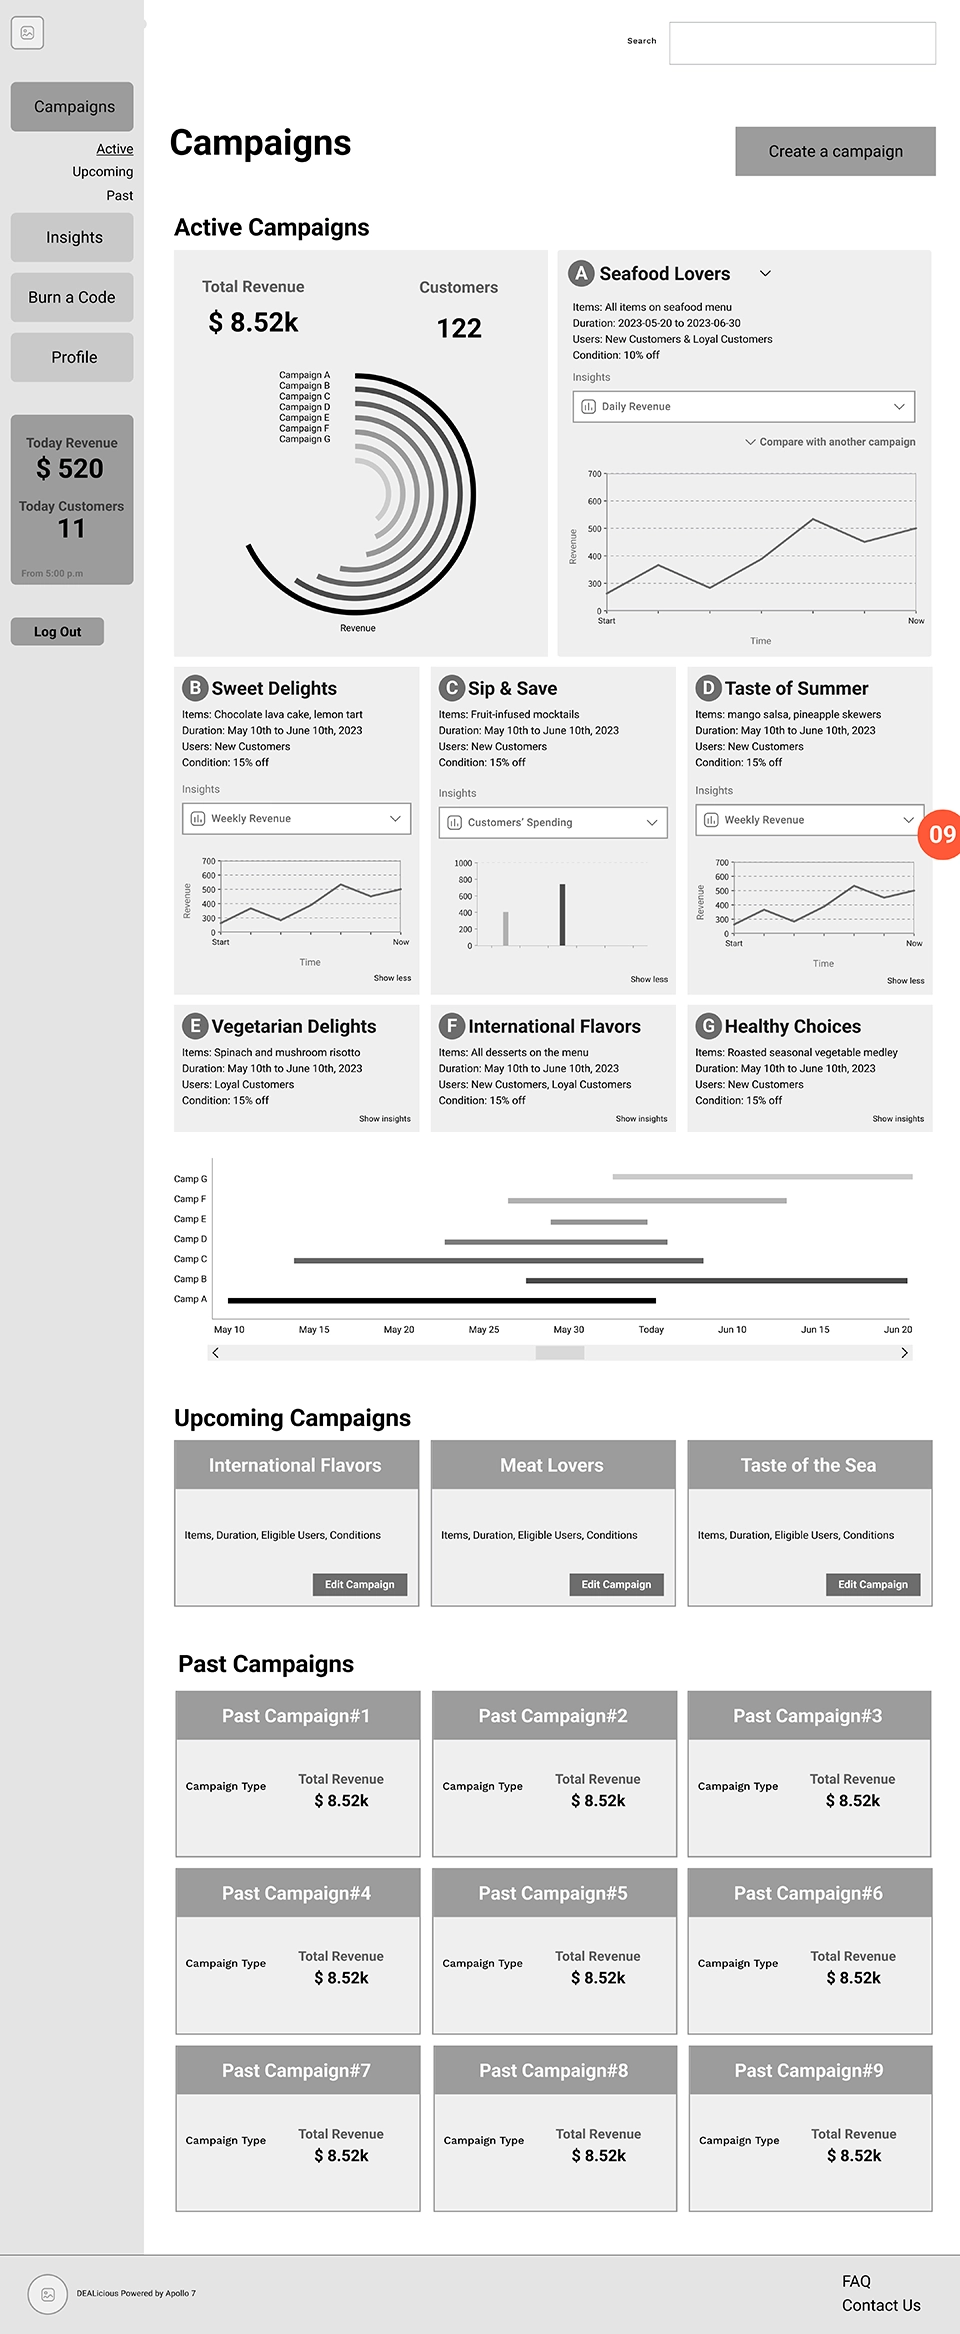 Search
Campaigns
Active
Upcoming
Past
Insights
Burn a Code
Profile
Today Revenue
$ 520
Today Customers
11
From 5:00 p.m
Log Out
Campaigns
Create a campaign
Active Campaigns
Total Revenue
$ 8.52k
Customers
122
Campaign A
Campaign B
Campaign C
Campaign D
Campaign E
Campaign F
Campaign G
Revenue
A Seafood Lovers
Items: All items on seafood menu
Duration: 2023-05-20 to 2023-06-30
Users: New Customers & Loyal Customers
Condition: 10% off
Insights
Daily Revenue
Compare with another campaign
700
600
500
400
300
0
Revenue
Start
Now
Time
B Sweet Delights
Items: Chocolate lava cake, lemon tart
Duration: May 10th to June 10th, 2023
Users: New Customers
Condition: 15% off
Insights
Weekly Revenue
700
600
500
400
300
0
Revenue
Start
Now
Time
Show less
C Sip & Save
Items: Fruit-infused mocktails
Duration: May 10th to June 10th, 2023
Users: New Customers
Condition: 15% off
Insights
Customers' Spending
1000
800
600
400
200
0
Show less
D Taste of Summer
Items: mango salsa, pineapple skewers
Duration: May 10th to June 10th, 2023
Users: New Customers
Condition: 15% off
Insights
Weekly Revenue
09
700
600
500
400
300
0
Revenue
Start
Now
Time
Show less
E Vegetarian Delights
Items: Spinach and mushroom risotto
Duration: May 10th to June 10th, 2023
Users: Loyal Customers
Condition: 15% off
Show insights
F International Flavors
Items: All desserts on the menu
Duration: May 10th to June 10th, 2023
Users: New Customers, Loyal Customers
Condition: 15% off
Show insights
G Healthy Choices
Items: Roasted seasonal vegetable medley
Duration: May 10th to June 10th, 2023
Users: New Customers
Condition: 15% off
Show insights
Camp G
Camp F
Camp E
Camp D
Camp C
Camp B
Camp A
May 10 May 15 May 20 May 25 May 30 Today Jun 10 Jun 15 Jun 20
Upcoming Campaigns
International Flavors
Items, Duration, Eligible Users, Conditions
Edit Campaign
Meat Lovers
Items, Duration, Eligible Users, Conditions
Edit Campaign
Taste of the Sea
Items, Duration, Eligible Users, Conditions
Edit Campaign
Past Campaigns
Past Campaign#1
Campaign Type
Total Revenue
$ 8.52k
Past Campaign#2
Campaign Type
Total Revenue
$ 8.52k
Past Campaign#3
Campaign Type
Total Revenue
$ 8.52k
Past Campaign#4
Campaign Type
Total Revenue
$ 8.52k
Past Campaign#5
Campaign Type
Total Revenue
$ 8.52k
Past Campaign#6
Campaign Type
Total Revenue
$ 8.52k
Past Campaign#7
Campaign Type
Total Revenue
$ 8.52k
Past Campaign#8
Campaign Type
Total Revenue
$ 8.52k
Past Campaign#9
Campaign Type
Total Revenue
$ 8.52k
DEALicious Powered by Apollo 7
FAQ
Contact Us